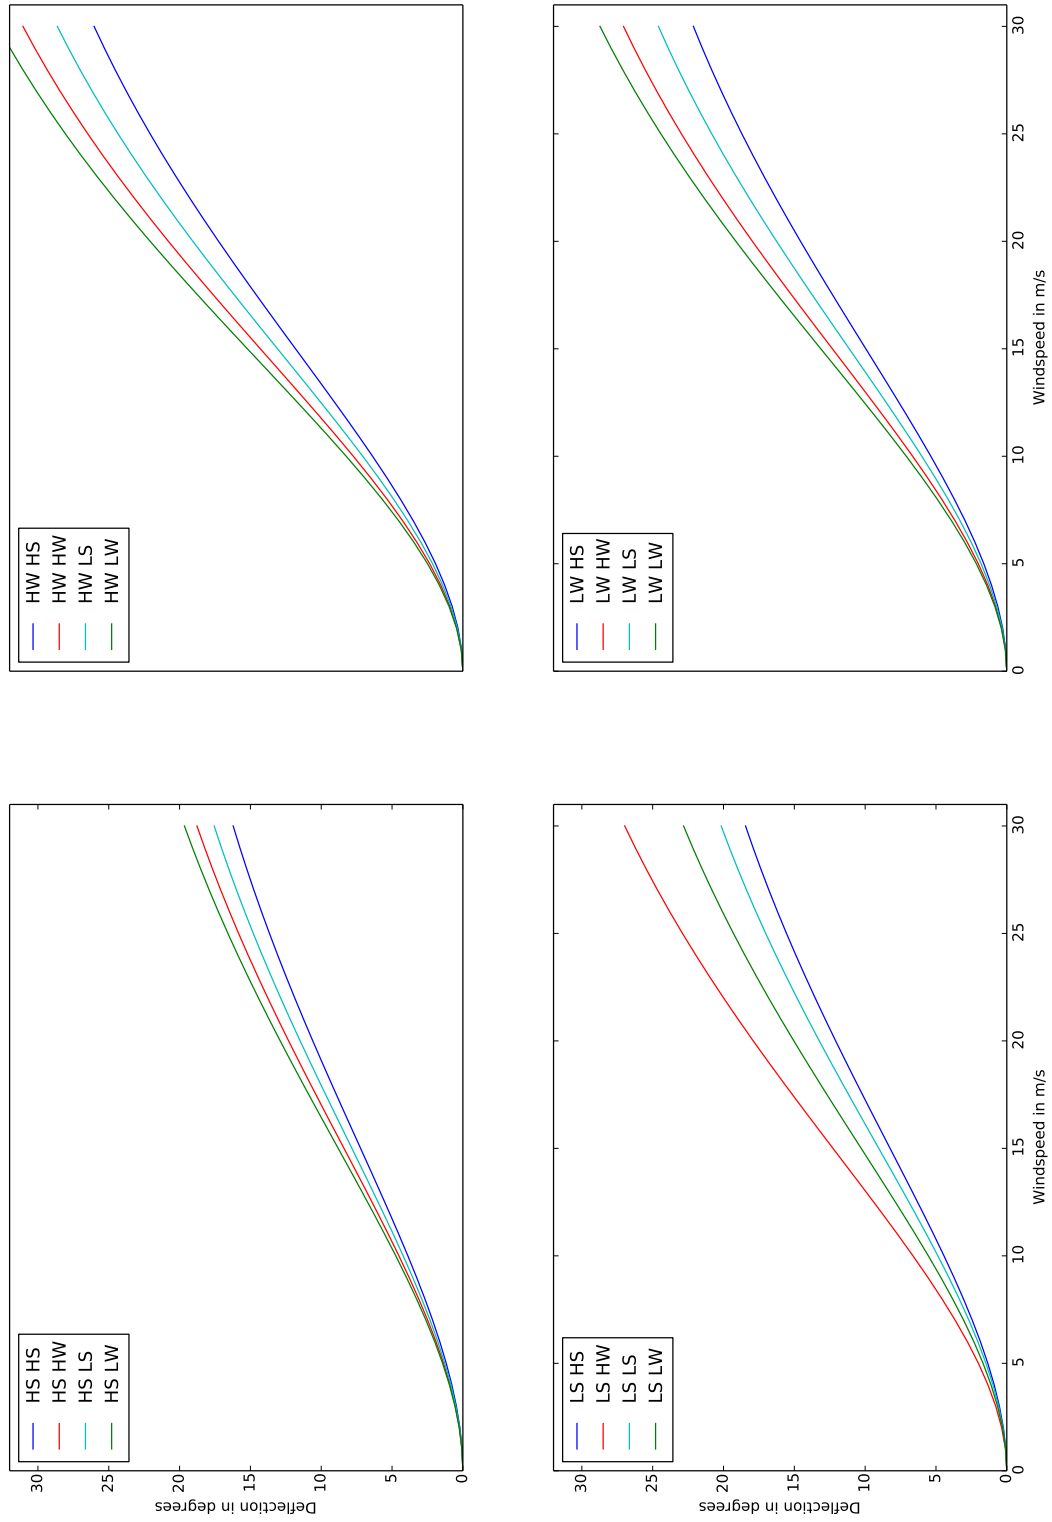 Deflection in degrees
30
25
20
15
10
5
0
HS HS
HS HW
HS LS
HS LW
HW HS
HW HW
HW LS
HW LW
Deflection in degrees
30
25
20
15
10
5
0
LS HS
LS HW
LS LS
LS LW
0 5 10 15 20 25 30
Windspeed in m/s
LW HS
LW HW
LW LS
LW LW
0 5 10 15 20 25 30
Windspeed in m/s